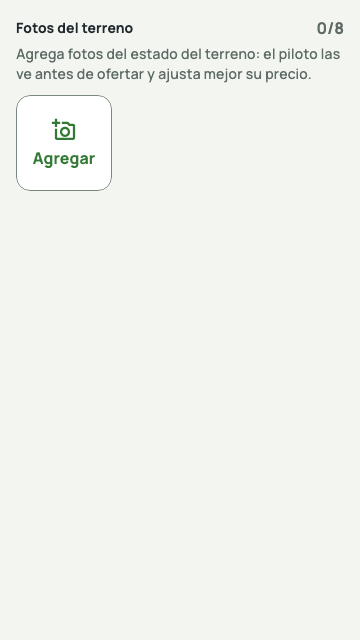 Fotos del terreno
0/8
Agrega fotos del estado del terreno: el piloto las
ve antes de ofertar y ajusta mejor su precio.
Agregar